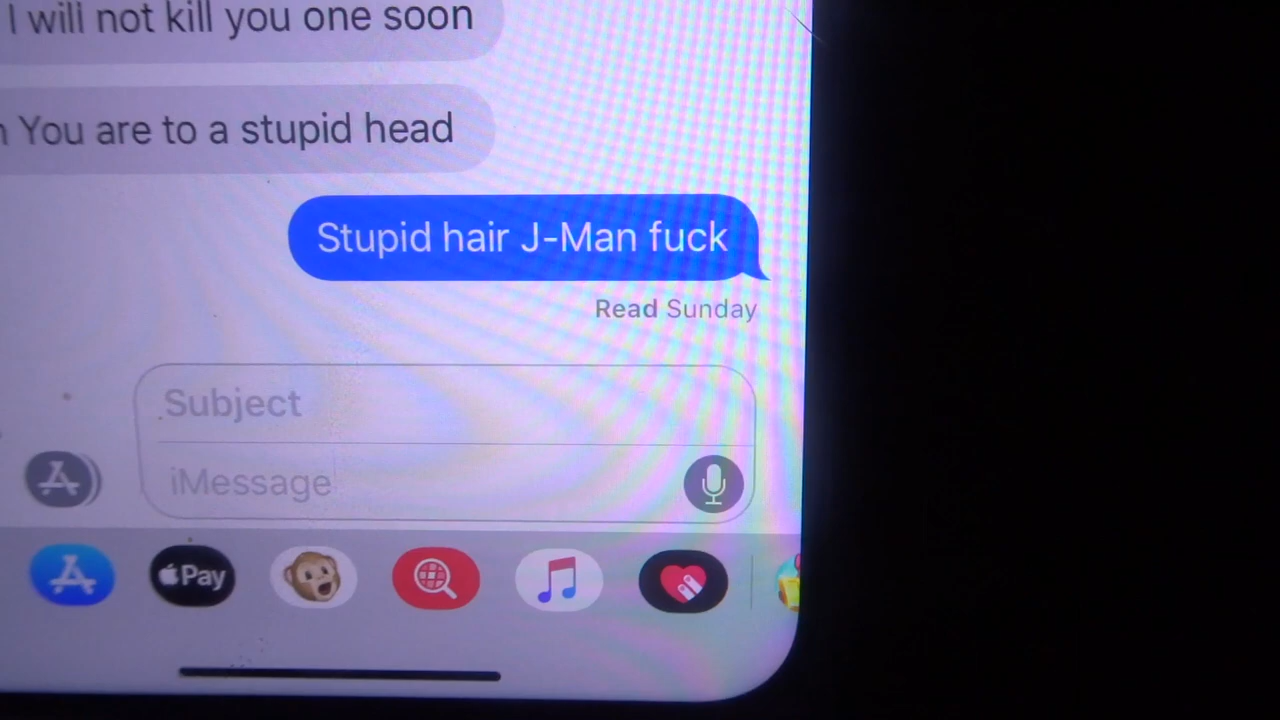 I will not kill you one soon
You are to a stupid head
Stupid hair J-Man fuck
Read Sunday
Subject
iMessage
Pay